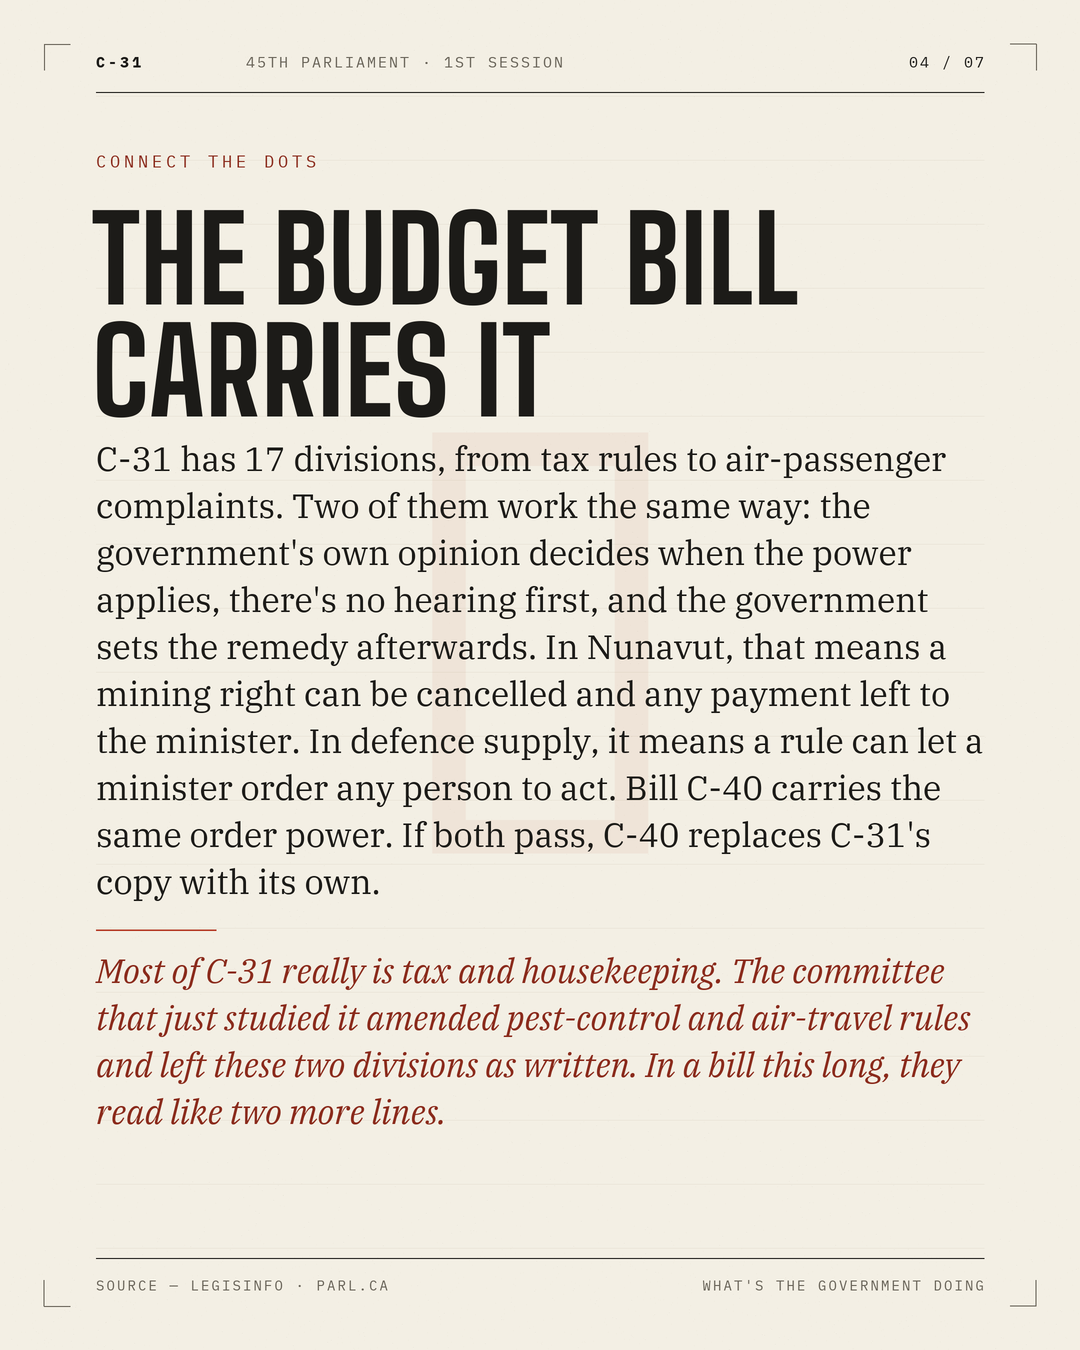 C-31 45TH PARLIAMENT · 1ST SESSION 04 / 07
CONNECT THE DOTS
THE BUDGET BILL
CARRIES IT
C-31 has 17 divisions, from tax rules to air-passenger
complaints. Two of them work the same way: the
government's own opinion decides when the power
applies, there's no hearing first, and the government
sets the remedy afterwards. In Nunavut, that means a
mining right can be cancelled and any payment left to
the minister. In defence supply, it means a rule can let a
minister order any person to act. Bill C-40 carries the
same order power. If both pass, C-40 replaces C-31's
copy with its own.
Most of C-31 really is tax and housekeeping. The committee
that just studied it amended pest-control and air-travel rules
and left these two divisions as written. In a bill this long, they
read like two more lines.
SOURCE — LEGISINFO · PARL.CA WHAT'S THE GOVERNMENT DOING